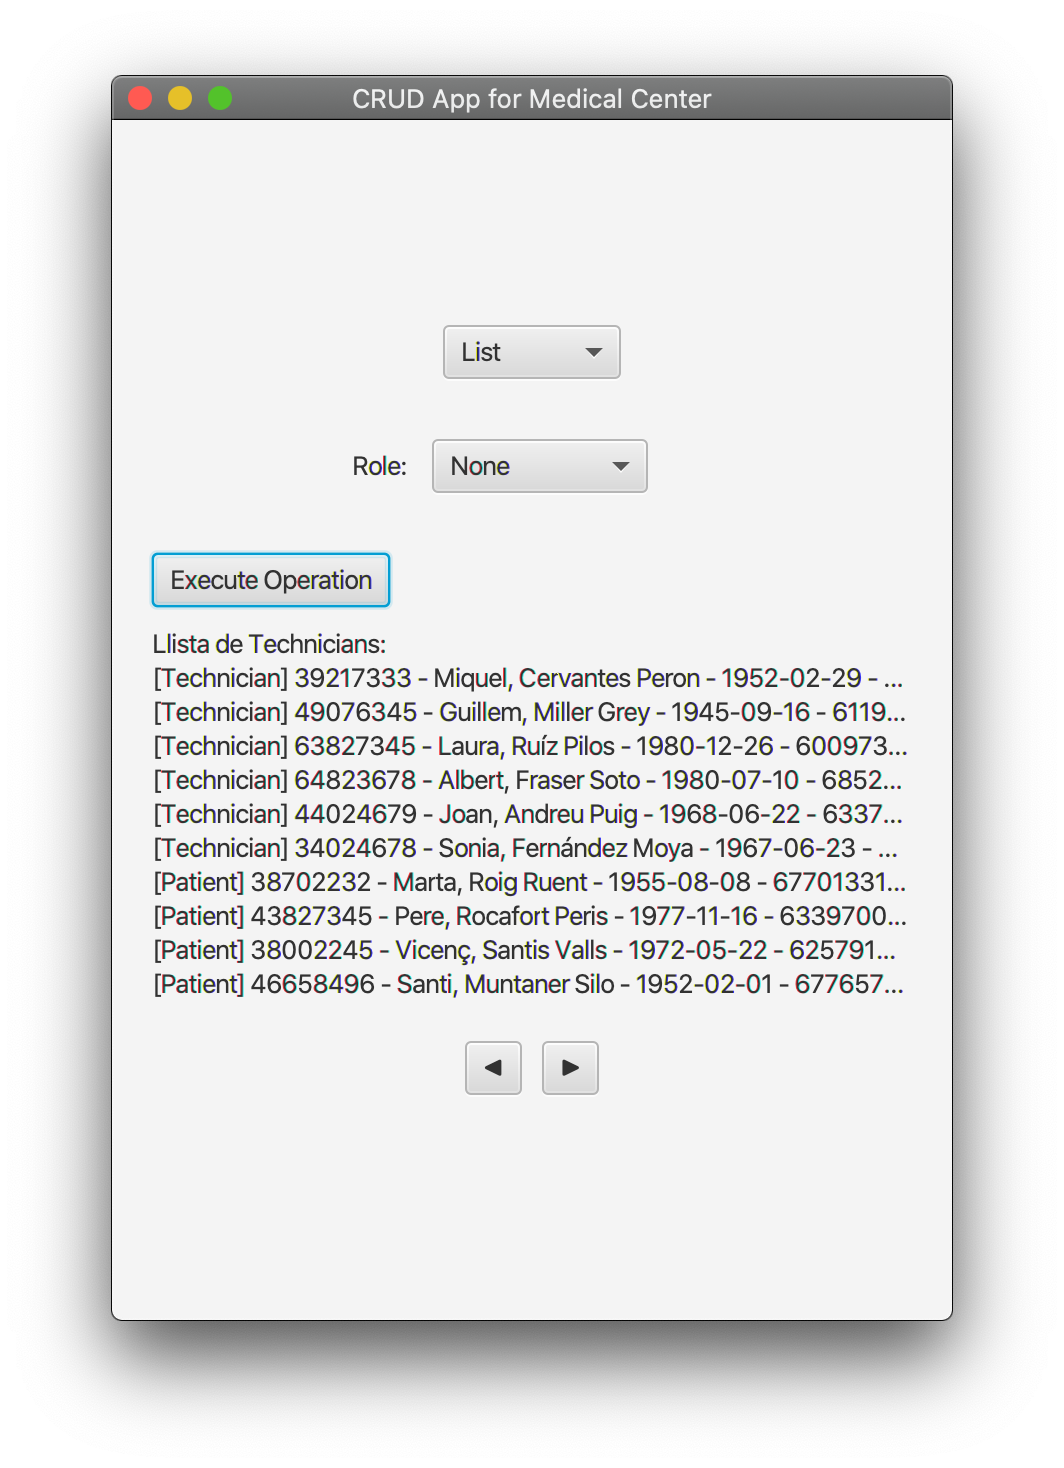 CRUD App for Medical Center
List
Role: None
Execute Operation
Llista de Technicians:
[Technician] 39217333 - Miquel, Cervantes Peron - 1952-02-29 - ...
[Technician] 49076345 - Guillem, Miller Grey - 1945-09-16 - 6119...
[Technician] 63827345 - Laura, Ruíz Pilos - 1980-12-26 - 600973...
[Technician] 64823678 - Albert, Fraser Soto - 1980-07-10 - 6852...
[Technician] 44024679 - Joan, Andreu Puig - 1968-06-22 - 6337...
[Technician] 34024678 - Sonia, Fernández Moya - 1967-06-23 - ...
[Patient] 38702232 - Marta, Roig Ruent - 1955-08-08 - 67701331...
[Patient] 43827345 - Pere, Rocafort Peris - 1977-11-16 - 6339700...
[Patient] 38002245 - Vicenç, Santis Valls - 1972-05-22 - 625791...
[Patient] 46658496 - Santi, Muntaner Silo - 1952-02-01 - 677657...